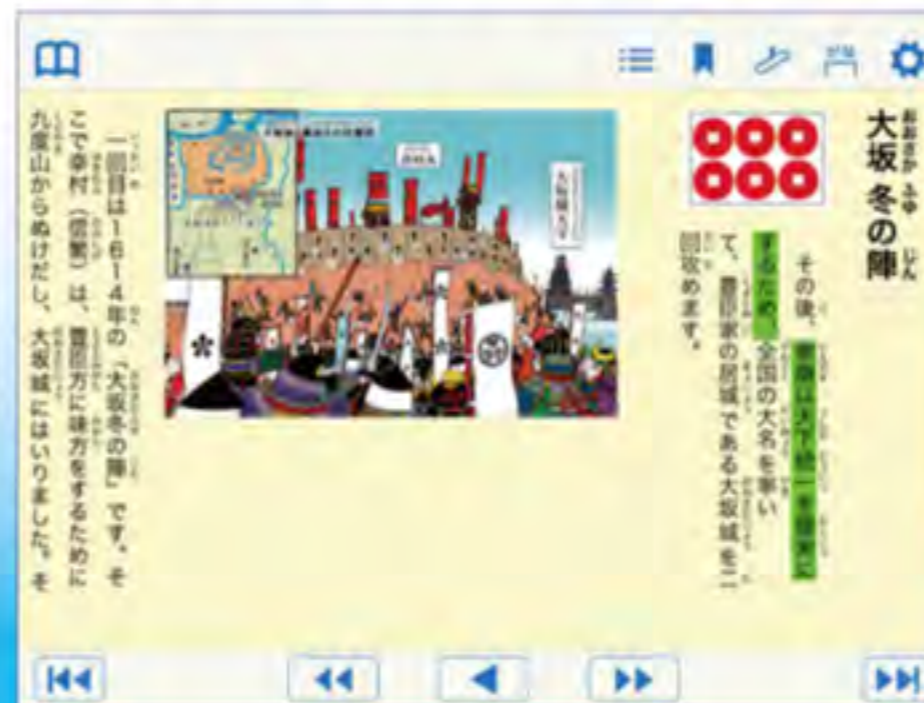 大坂冬の陣
その後、家康は天下統一を確実に
するため、全国の大名を率い
て、豊臣家の居城である大坂城を二
回攻めます。
一回目は1614年の「大坂冬の陣」です。そ
こで幸村（信繁）は、豊臣方に味方をするために
九度山からぬけだし、大坂城にはいりました。そ